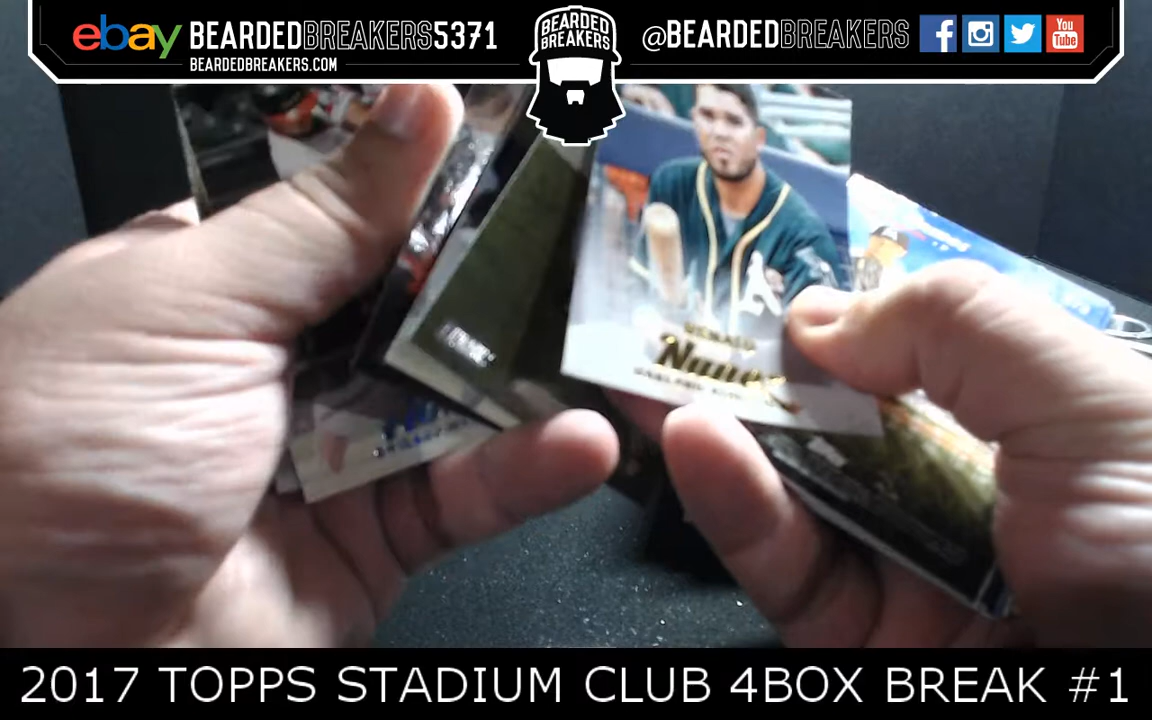 ebay BEARDEDBREAKERS5371
BEARDEDBREAKERS.COM
BEARDED
BREAKERS
@BEARDEDBREAKERS
You
Tube
A
2017 TOPPS STADIUM CLUB 4BOX BREAK #1